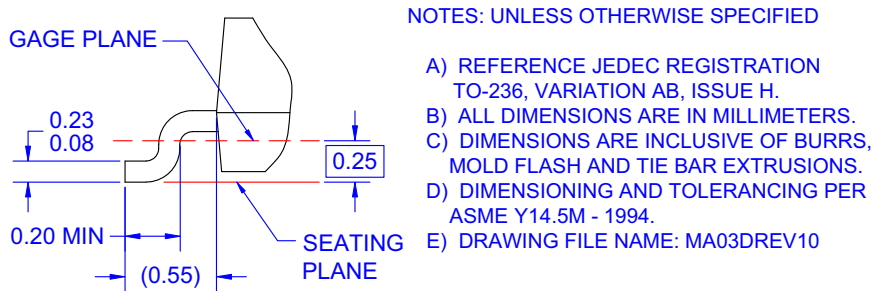 GAGE PLANE
0.23
0.08
0.25
0.20 MIN
(0.55)
SEATING
PLANE
NOTES: UNLESS OTHERWISE SPECIFIED
A) REFERENCE JEDEC REGISTRATION
TO-236, VARIATION AB, ISSUE H.
B) ALL DIMENSIONS ARE IN MILLIMETERS.
C) DIMENSIONS ARE INCLUSIVE OF BURRS,
MOLD FLASH AND TIE BAR EXTRUSIONS.
D) DIMENSIONING AND TOLERANCING PER
ASME Y14.5M - 1994.
E) DRAWING FILE NAME: MA03DREV10